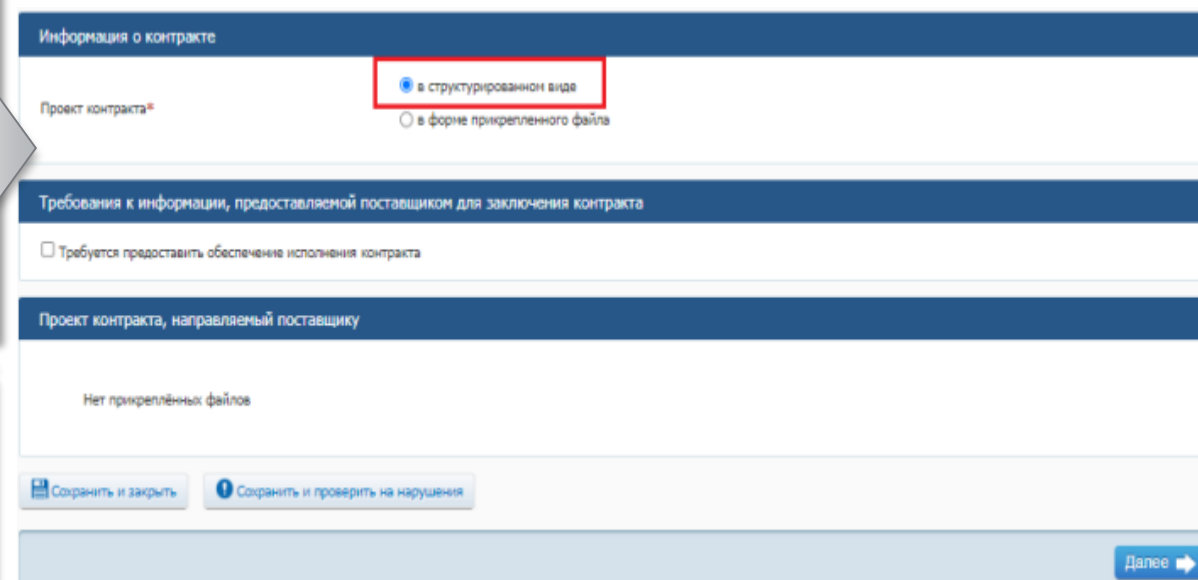 Информация о контракте
в структурированном виде
Проект контракта*
в форме прикрепленного файла
Требования к информации, предоставляемой поставщиком для заключения контракта
Требуется предоставить обеспечение исполнения контракта
Проект контракта, направляемый поставщику
Нет прикреплённых файлов
Сохранить и закрыть
Сохранить и проверить на нарушения
Далее